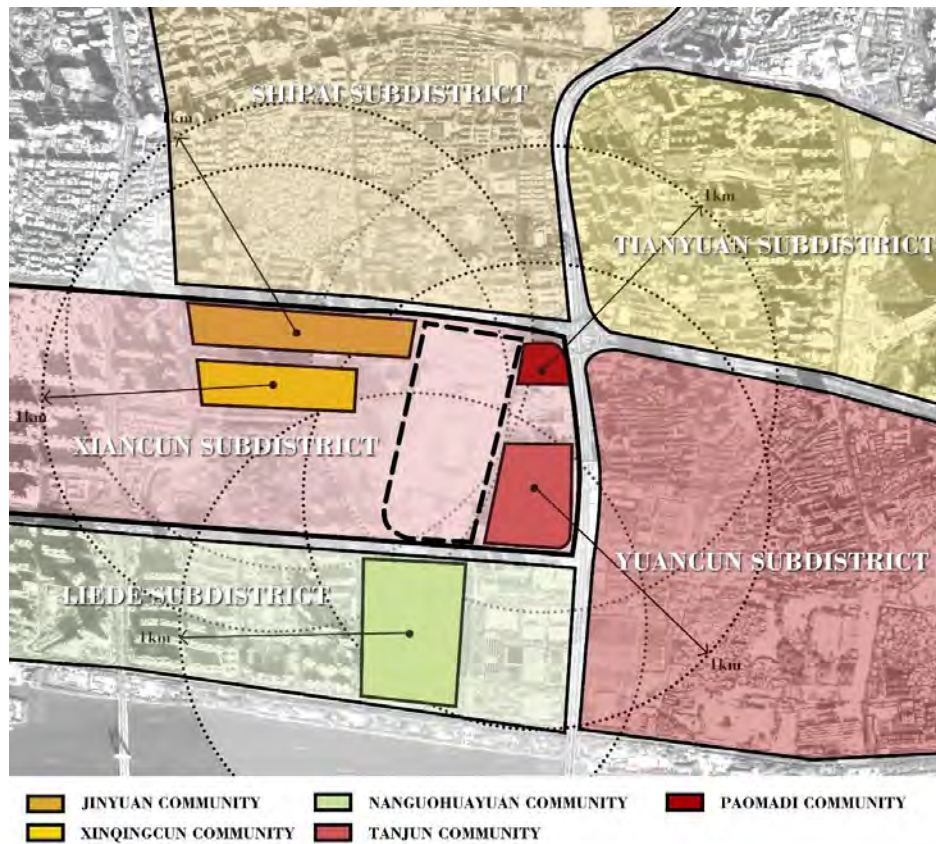 SHIPAI SUBDISTRICT
1km
1km
TIANYUAN SUBDISTRICT
1km
XIANCUN SUBDISTRICT
YUANCUN SUBDISTRICT
LIEDE SUBDISTRICT
1km
1km
JINYUAN COMMUNITY
NANGUOHUAYUAN COMMUNITY
PAOMADI COMMUNITY
XINQINGCUN COMMUNITY
TANJUN COMMUNITY